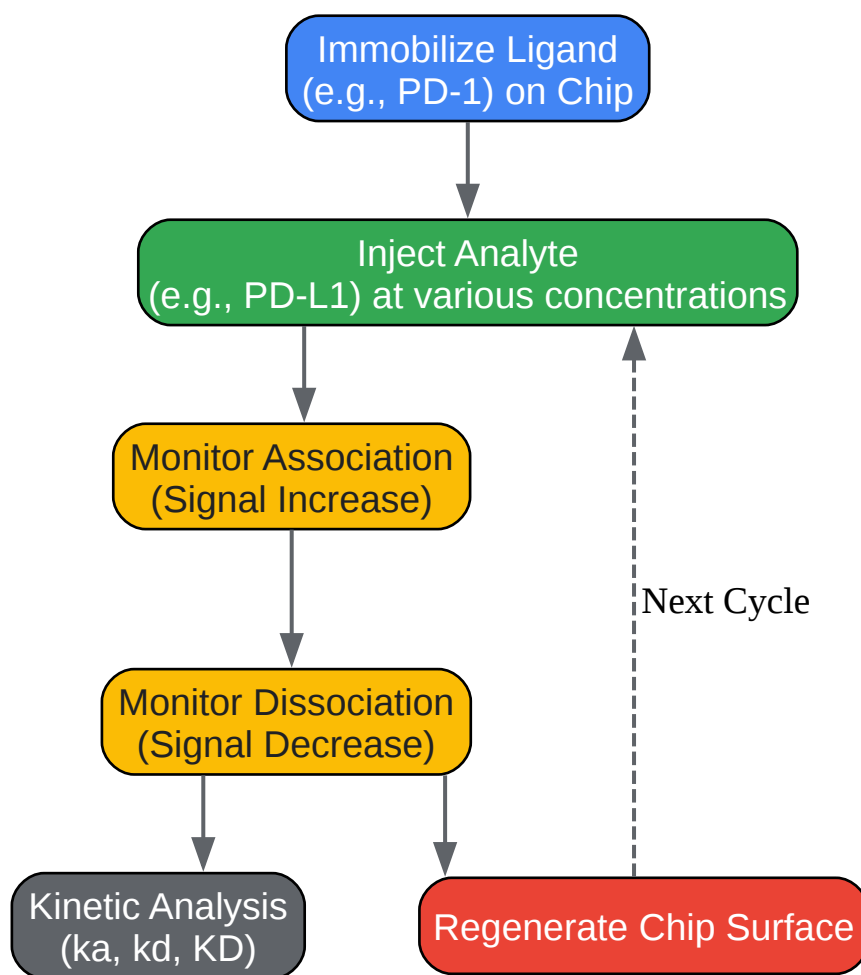 Immobilize Ligand
(e.g., PD-1) on Chip
Inject Analyte
(e.g., PD-L1) at various concentrations
Monitor Association
(Signal Increase)
Next Cycle
Monitor Dissociation
(Signal Decrease)
Kinetic Analysis
(ka, kd, KD)
Regenerate Chip Surface